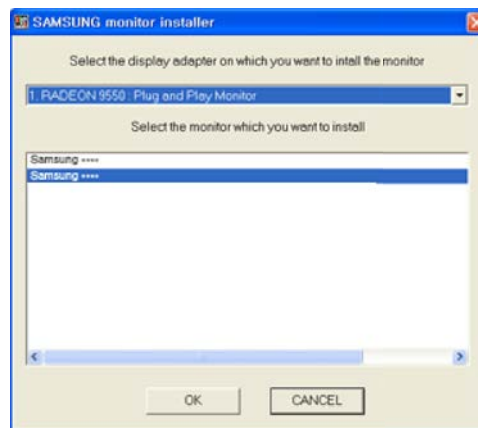 SAMSUNG monitor installer
Select the display adapter on which you want to intall the monitor
1. RADEON 9550 : Plug and Play Monitor
Select the monitor which you want to install
Samsung ****
Samsung ****
OK
CANCEL